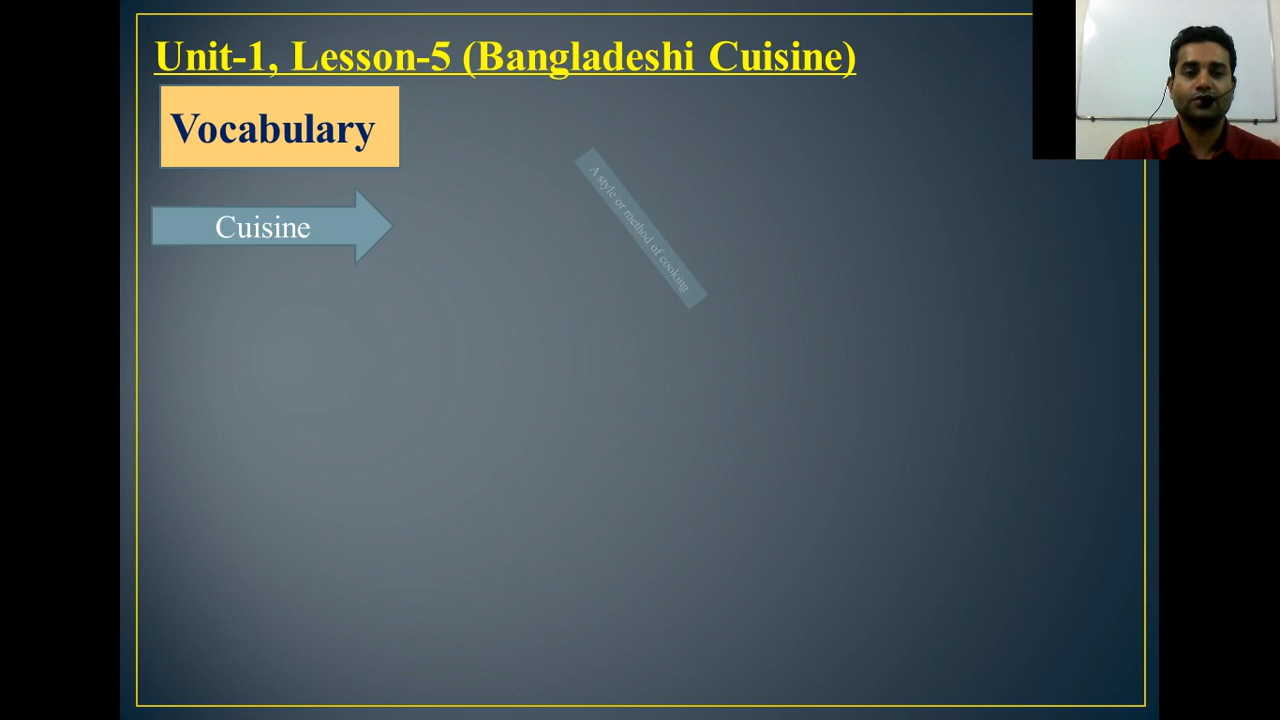 Unit-1, Lesson-5 (Bangladeshi Cuisine)
Vocabulary
Cuisine
A style or method of cooking